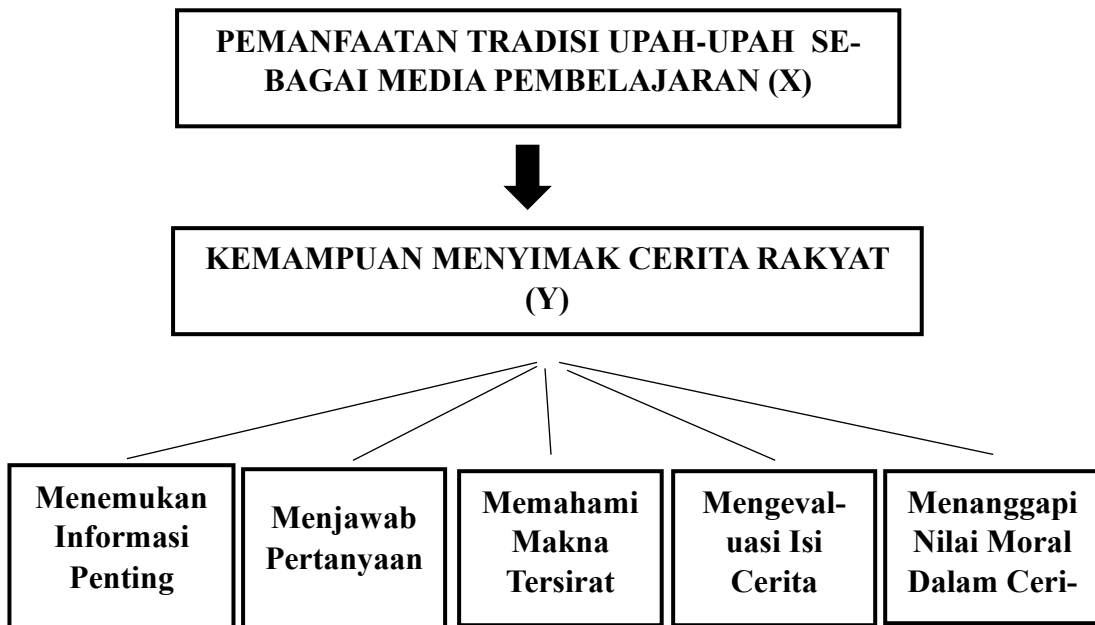 PEMANFAATAN TRADISI UPAH-UPAH SE-
BAGAI MEDIA PEMBELAJARAN (X)
KEMAMPUAN MENYIMAK CERITA RAKYAT
(Y)
Menemukan
Informasi
Penting
Menjawab
Pertanyaan
Memahami
Makna
Tersirat
Mengeval-
uasi Isi
Cerita
Menanggapi
Nilai Moral
Dalam Ceri-